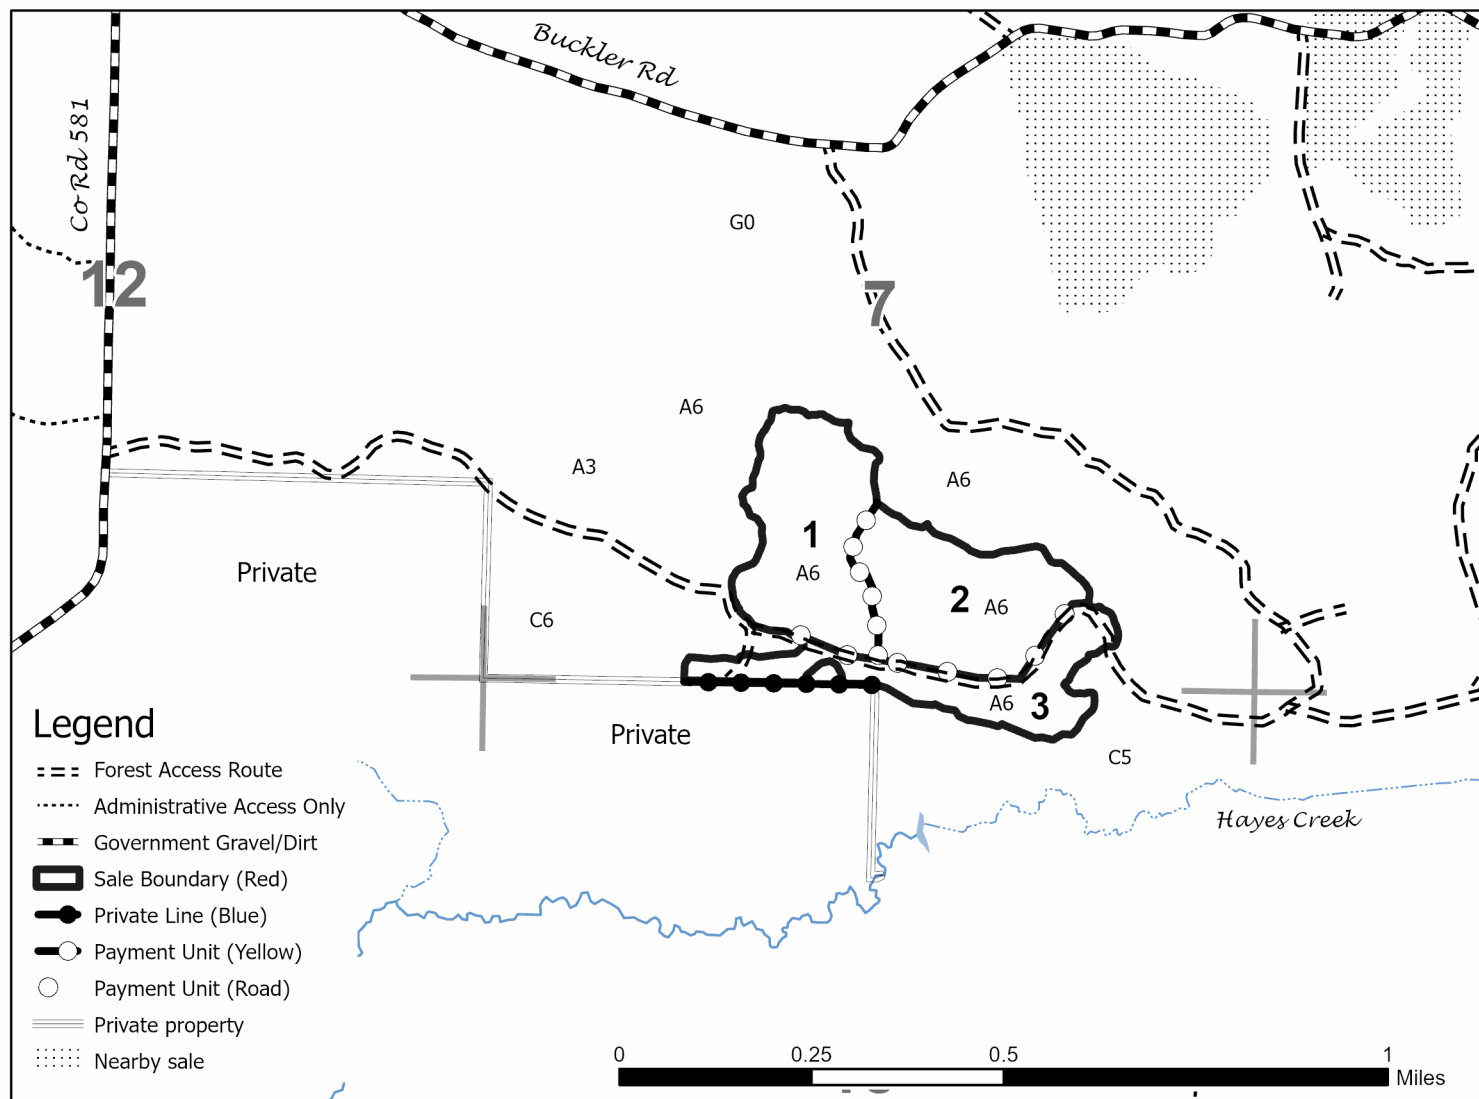 Buckler Rd
Co Rd 581
G0
12
7
A6
A3
A6
1
A6
2
A6
Private
C6
A6
3
Private
C5
Hayes Creek
Legend
Forest Access Route
Administrative Access Only
Government Gravel/Dirt
Sale Boundary (Red)
Private Line (Blue)
Payment Unit (Yellow)
Payment Unit (Road)
Private property
Nearby sale
0 0.25 0.5 1
Miles